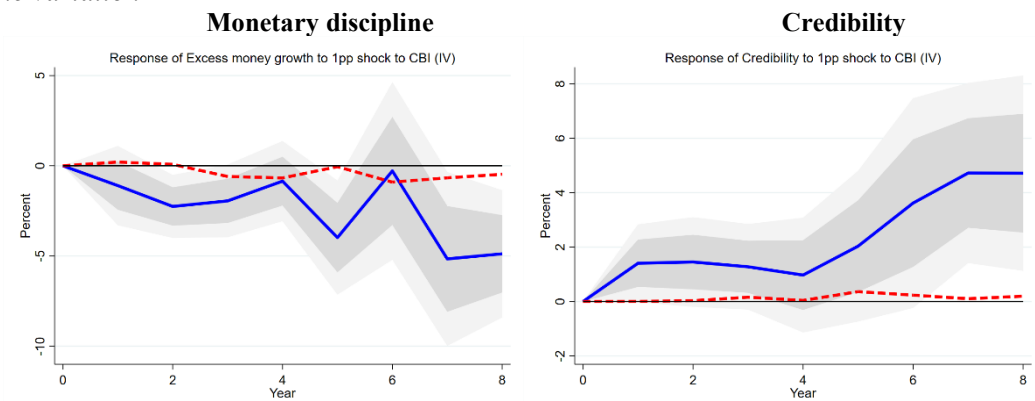 Monetary discipline
Credibility
Response of Excess money growth to 1pp shock to CBI (IV)
Response of Credibility to 1pp shock to CBI (IV)
5
0
-5
-10
Percent
0 2 4 6 8
Year
8
6
4
2
0
-2
Percent
0 2 4 6 8
Year